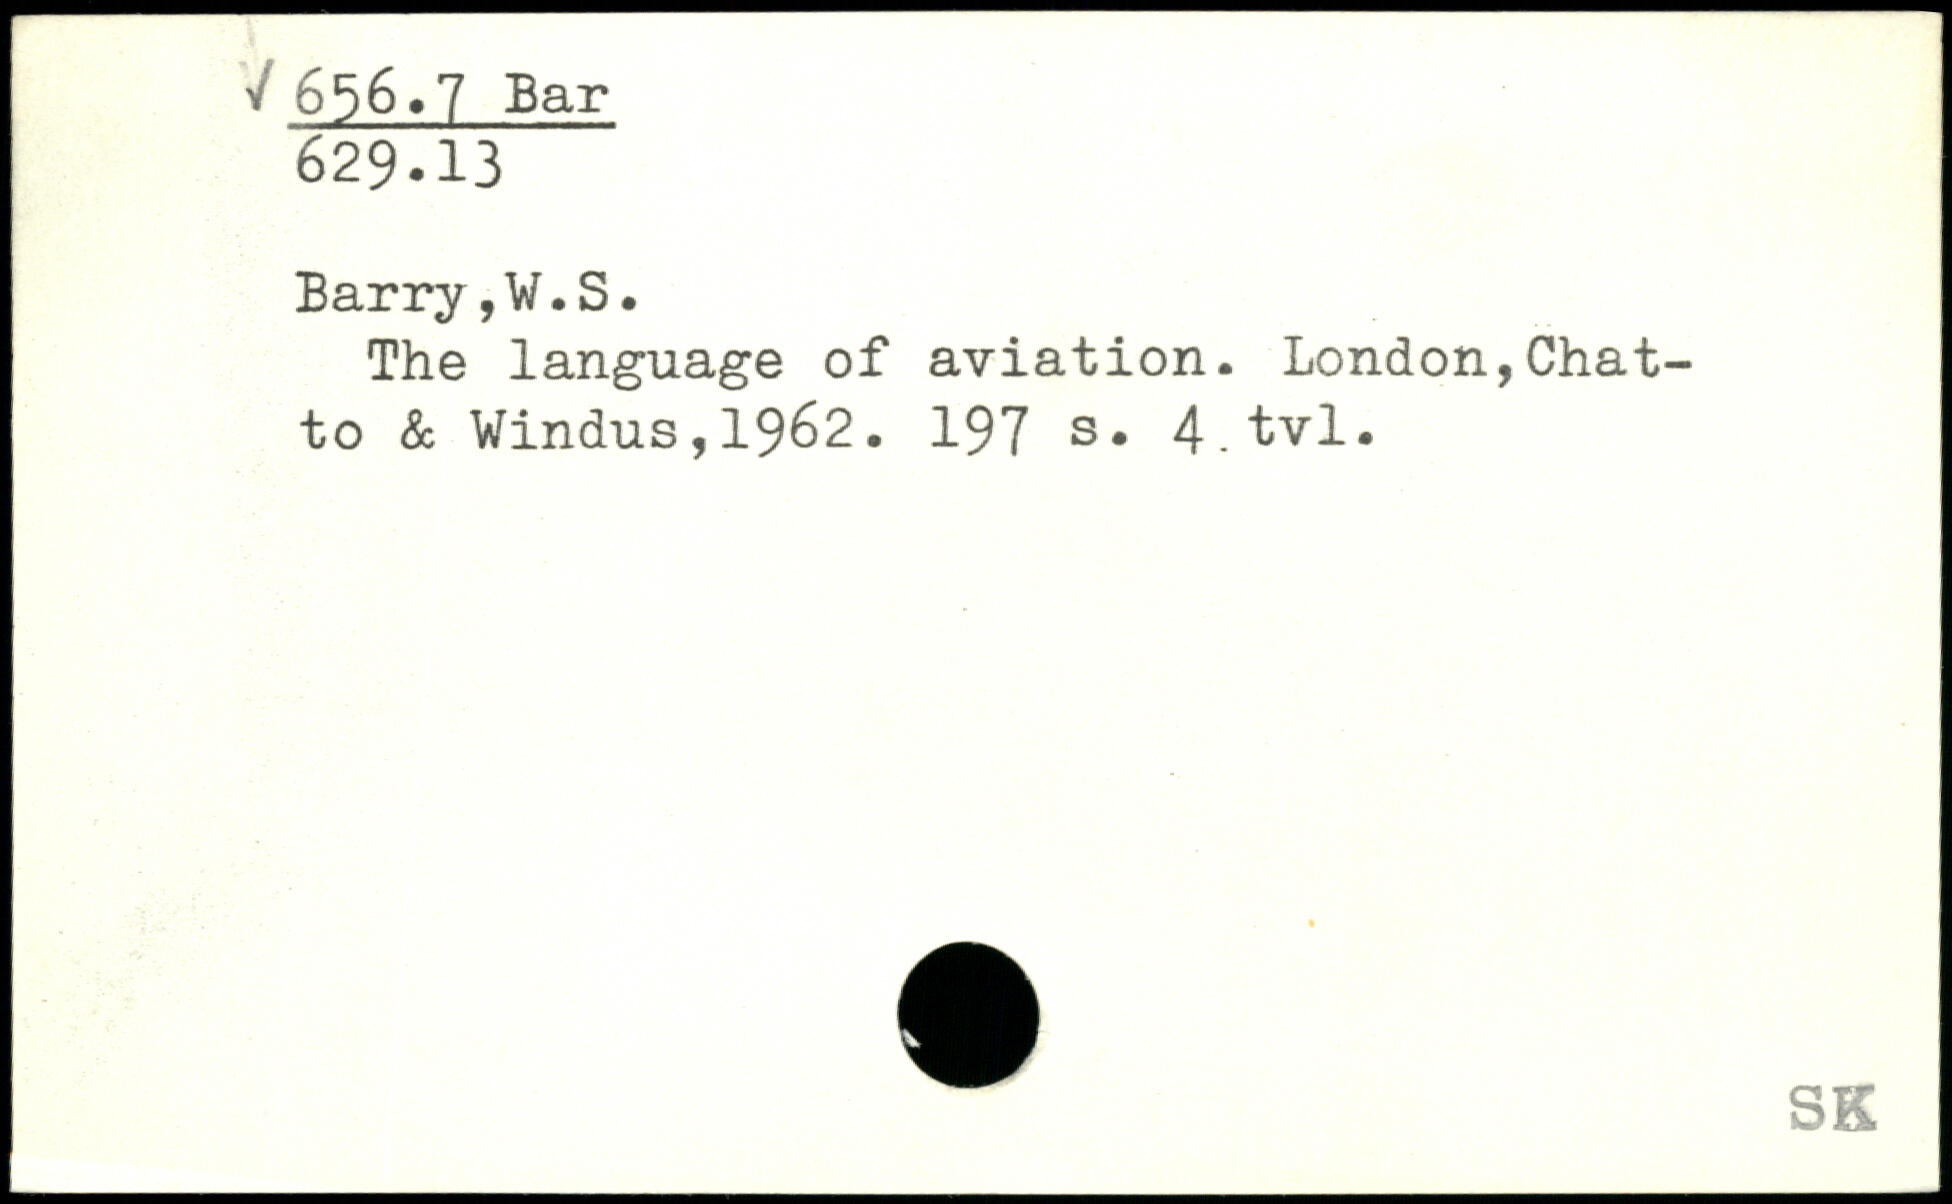 ✓ 656.7 Bar
629.13
Barry,W.S.
The language of aviation. London,Chat-
to & Windus,1962. 197 s. 4 tvl.
SK